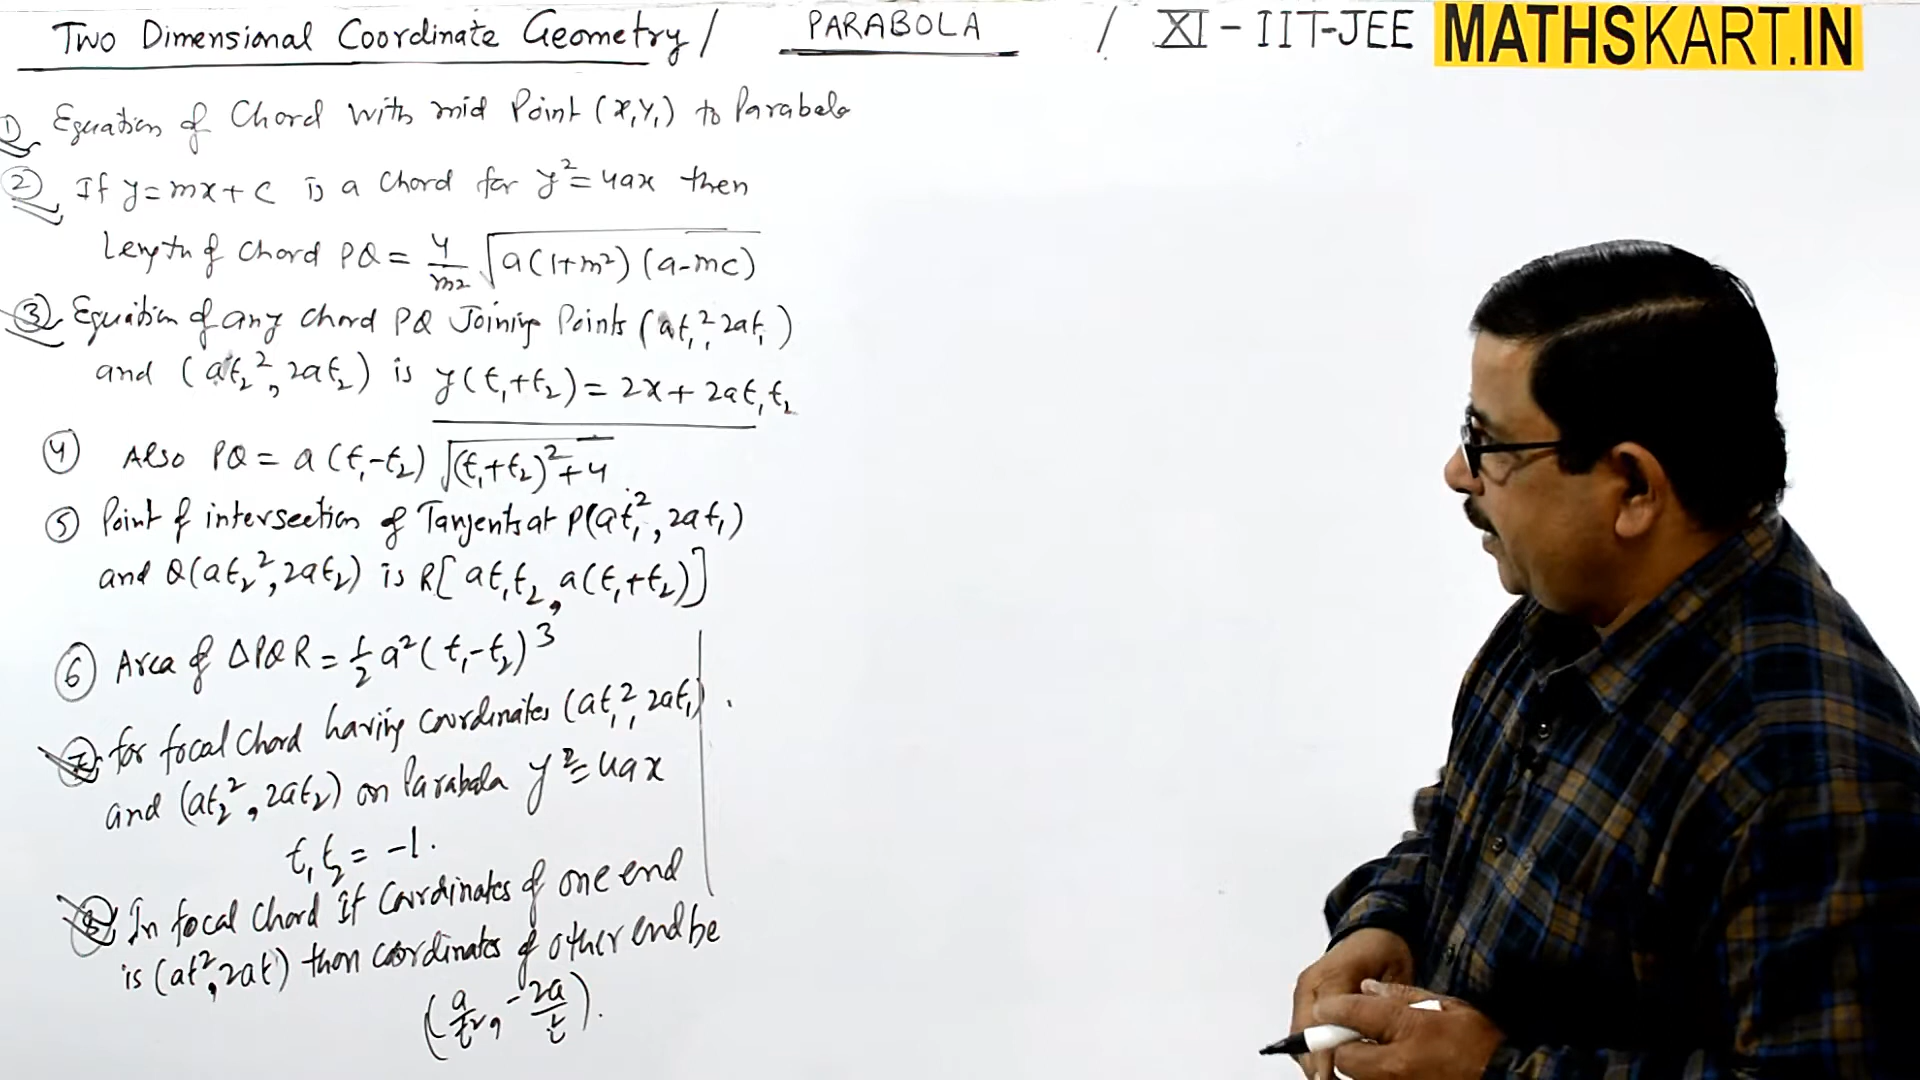 Two Dimensional Coordinate Geometry / PARABOLA / XI - IIT-JEE MATHSKART.IN
① Equation of Chord with mid Point (x₁y₁) to Parabola
② If y=mx+c is a chord for y²=4ax then
Length of chord PQ = 4/m² √(a(1+m²)(a-mc))
③ Equation of any chord PQ Joining Points (at₁², 2at₁)
and (at₂², 2at₂) is y(t₁+t₂) = 2x + 2at₁t₂
④ Also PQ = a(t₁-t₂) √((t₁+t₂)²+4)
⑤ Point of intersection of Tangents at P(at₁², 2at₁)
and Q(at₂², 2at₂) is R[at₁t₂, a(t₁+t₂)]
⑥ Area of ΔPQR = 1/2 a²(t₁-t₂)³
⑦ For focal chord having coordinates (at₁², 2at₁).
and (at₂², 2at₂) on Parabola y²=4ax
t₁t₂ = -1.
⑧ In focal chord If Coordinates of one end
is (at², 2at) then coordinates of other end be
(a/t², -2a/t).